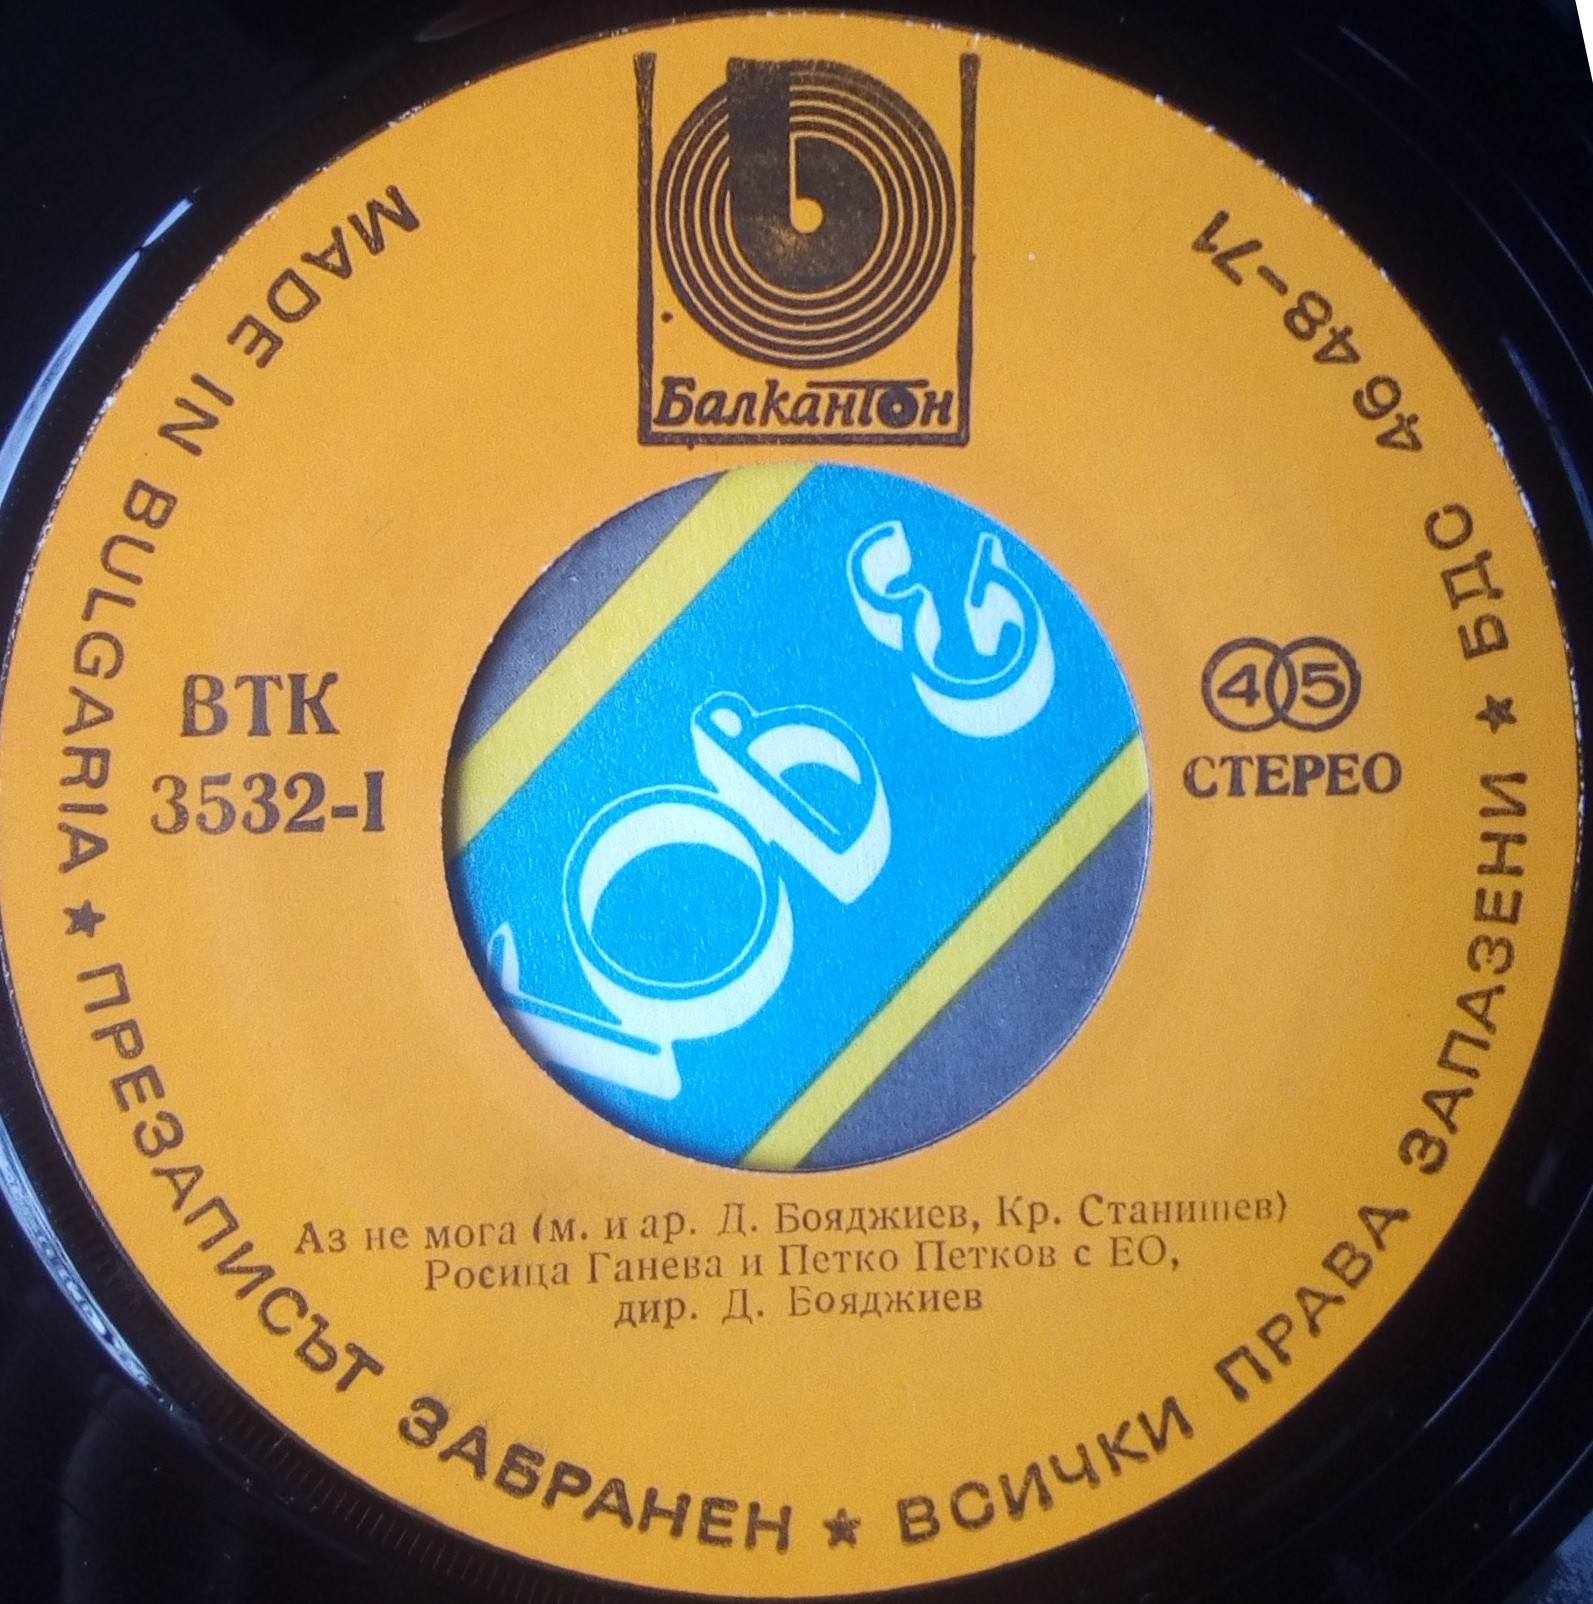 Балкантон
MADE IN BULGARIA ★ ПРЕЗАПИСЪТ ЗАБРАНЕН ★ ВСИЧКИ ПРАВА ЗАПАЗЕНИ ★ БДС 4648-71
ВТК
3532-I
45
СТЕРЕО
Аз не мога (м. и ар. Д. Бояджиев, Кр. Станишев)
Росица Ганева и Петко Петков с ЕО,
дир. Д. Бояджиев